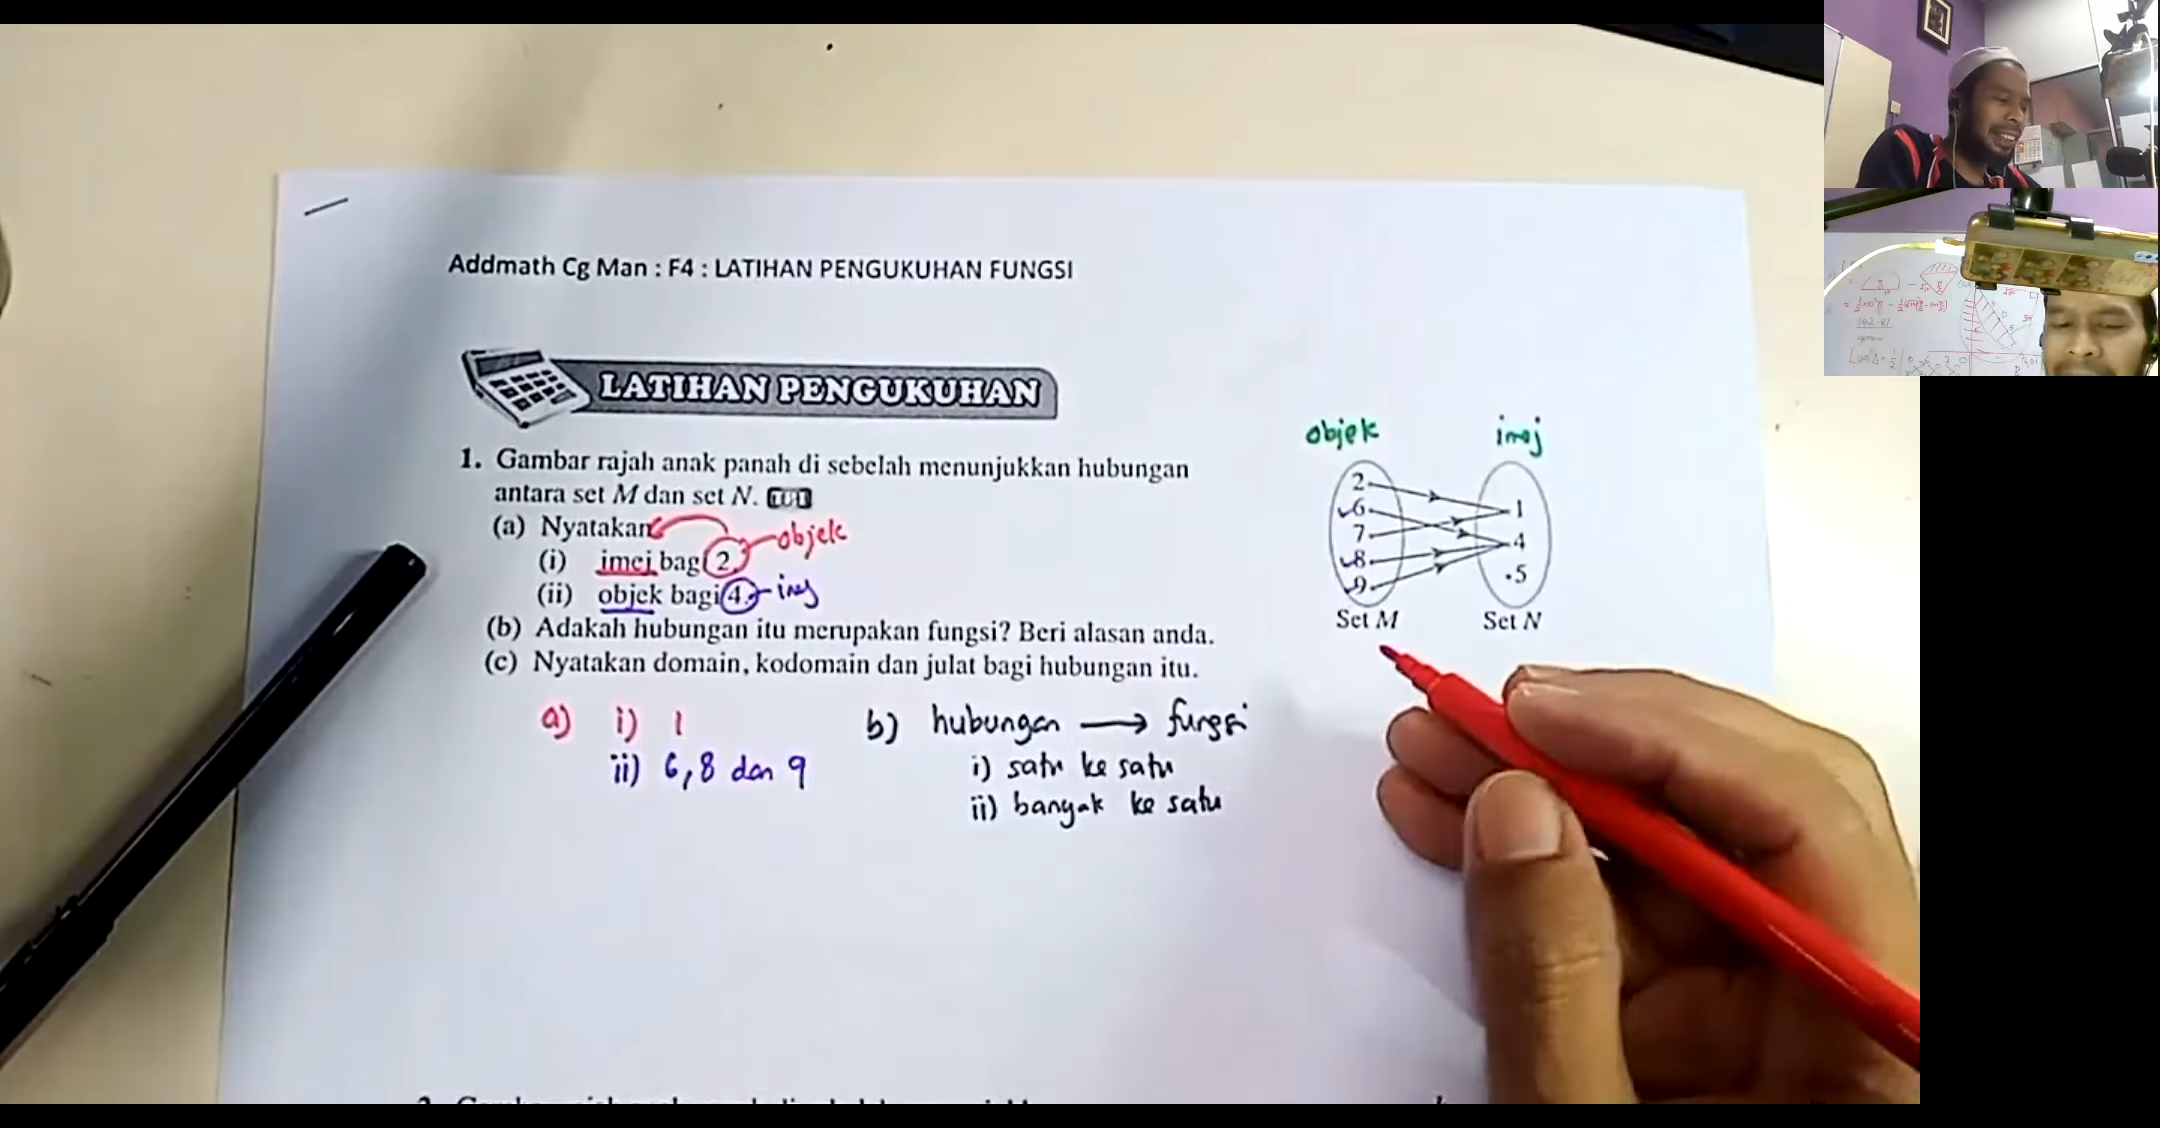 Addmath Cg Man : F4 : LATIHAN PENGUKUHAN FUNGSI
LATIHAN PENGUKUHAN
1. Gambar rajah anak panah di sebelah menunjukkan hubungan
antara set M dan set N.
(a) Nyatakan
objek
(i) imej bagi 2.
(ii) objek bagi 4. imej
(b) Adakah hubungan itu merupakan fungsi? Beri alasan anda.
(c) Nyatakan domain, kodomain dan julat bagi hubungan itu.
objek imej
2
6
7
8
9
1
4
5
Set M Set N
a) i) 1
ii) 6, 8 dan 9
b) hubungan → fungsi
i) satu ke satu
ii) banyak ke satu